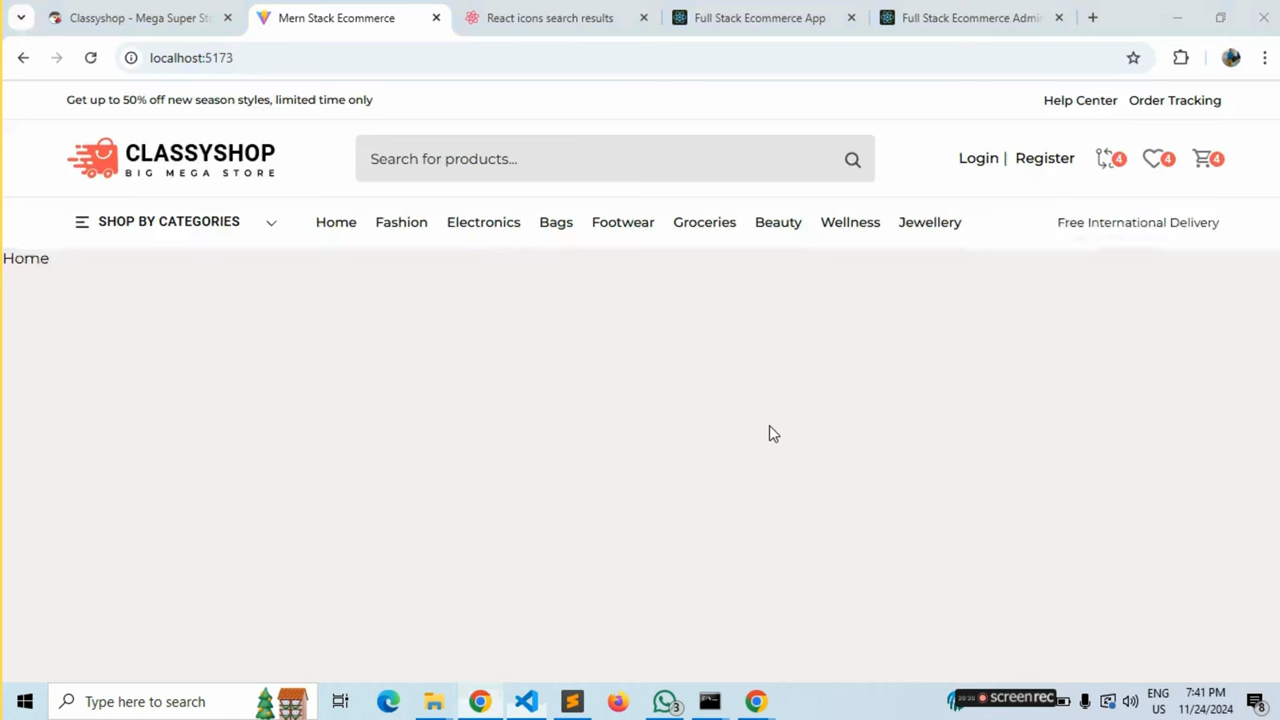 Classyshop - Mega Super St
Mern Stack Ecommerce
React icons search results
Full Stack Ecommerce App
Full Stack Ecommerce Admi
localhost:5173
Get up to 50% off new season styles, limited time only
Help Center Order Tracking
CLASSYSHOP
BIG MEGA STORE
Search for products...
Login | Register
4
4
4
SHOP BY CATEGORIES
Home Fashion Electronics Bags Footwear Groceries Beauty Wellness Jewellery
Free International Delivery
Home
Type here to search
3
screenrec
ENG
US
7:41 PM
11/24/2024
8